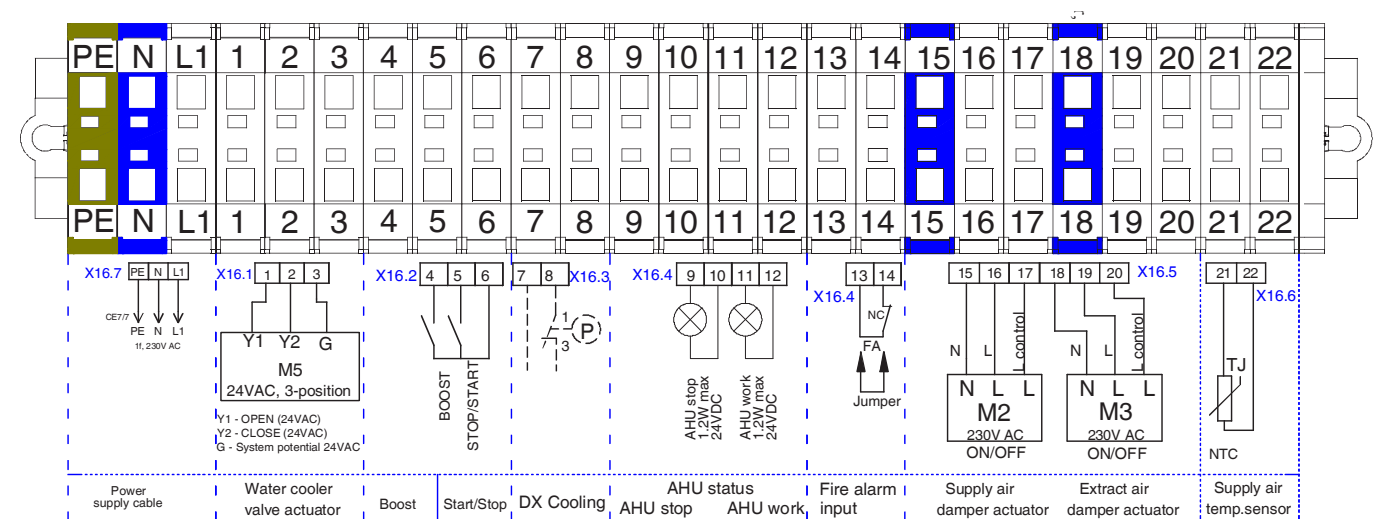 PE N L1 1 2 3 4 5 6 7 8 9 10 11 12 13 14 15 16 17 18 19 20 21 22
PE N L1 1 2 3 4 5 6 7 8 9 10 11 12 13 14 15 16 17 18 19 20 21 22
X16.7 PE N L1
CE7/7
PE N L1
1f, 230V AC
X16.1 1 2 3
Y1 Y2 G
M5
24VAC, 3-position
Y1 - OPEN (24VAC)
Y2 - CLOSE (24VAC)
G - System potential 24VAC
X16.2 4 5 6
BOOST
STOP/START
7 8 X16.3
1
P
3
X16.4 9 10 11 12
AHU stop
1.2W max
24VDC
AHU work
1.2W max
24VDC
13 14
X16.4
NC
FA
Jumper
15 16 17 18 19 20 X16.5
N L L control
N L L
M2
230V AC
ON/OFF
N L L control
N L L
M3
230V AC
ON/OFF
21 22
X16.6
TJ
NTC
Power
supply cable
Water cooler
valve actuator
Boost
Start/Stop
DX Cooling
AHU status
AHU stop AHU work
Fire alarm
input
Supply air
damper actuator
Extract air
damper actuator
Supply air
temp.sensor